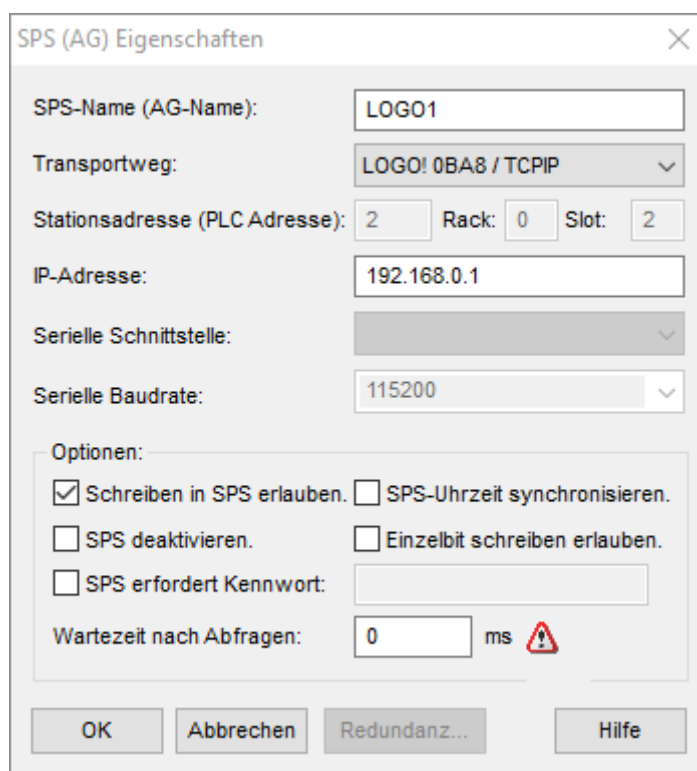 SPS (AG) Eigenschaften
SPS-Name (AG-Name): LOGO1
Transportweg: LOGO! 0BA8 / TCPIP
Stationsadresse (PLC Adresse): 2 Rack: 0 Slot: 2
IP-Adresse: 192.168.0.1
Serielle Schnittstelle:
Serielle Baudrate: 115200
Optionen:
Schreiben in SPS erlauben. SPS-Uhrzeit synchronisieren.
SPS deaktivieren. Einzelbit schreiben erlauben.
SPS erfordert Kennwort:
Wartezeit nach Abfragen: 0 ms
OK Abbrechen Redundanz... Hilfe